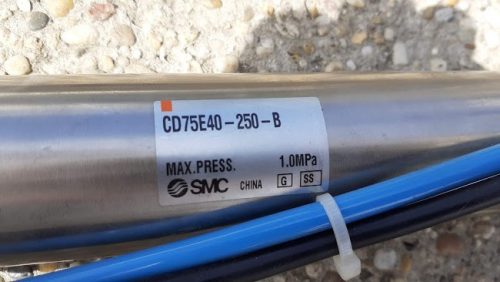 CD75E40-250-B
MAX.PRESS. 1.0MPa
SMC CHINA G SS